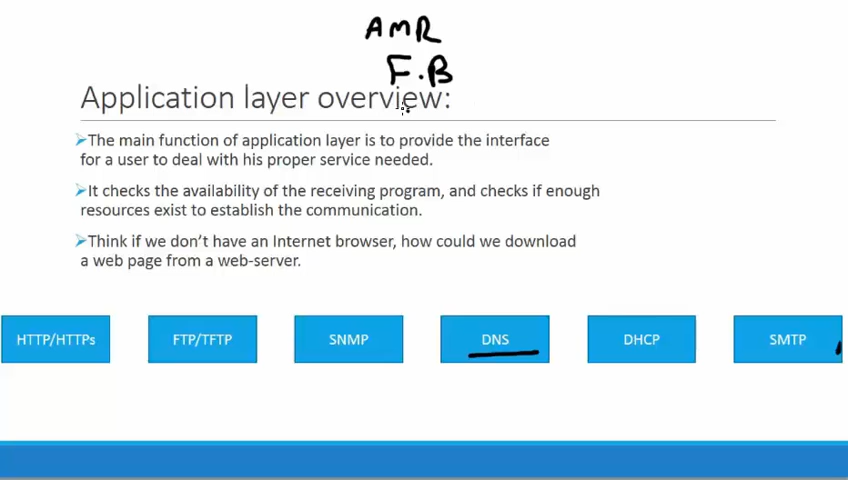 AMR
F.B
Application layer overview:
➢The main function of application layer is to provide the interface
for a user to deal with his proper service needed.
➢It checks the availability of the receiving program, and checks if enough
resources exist to establish the communication.
➢Think if we don't have an Internet browser, how could we download
a web page from a web-server.
HTTP/HTTPs FTP/TFTP SNMP DNS DHCP SMTP